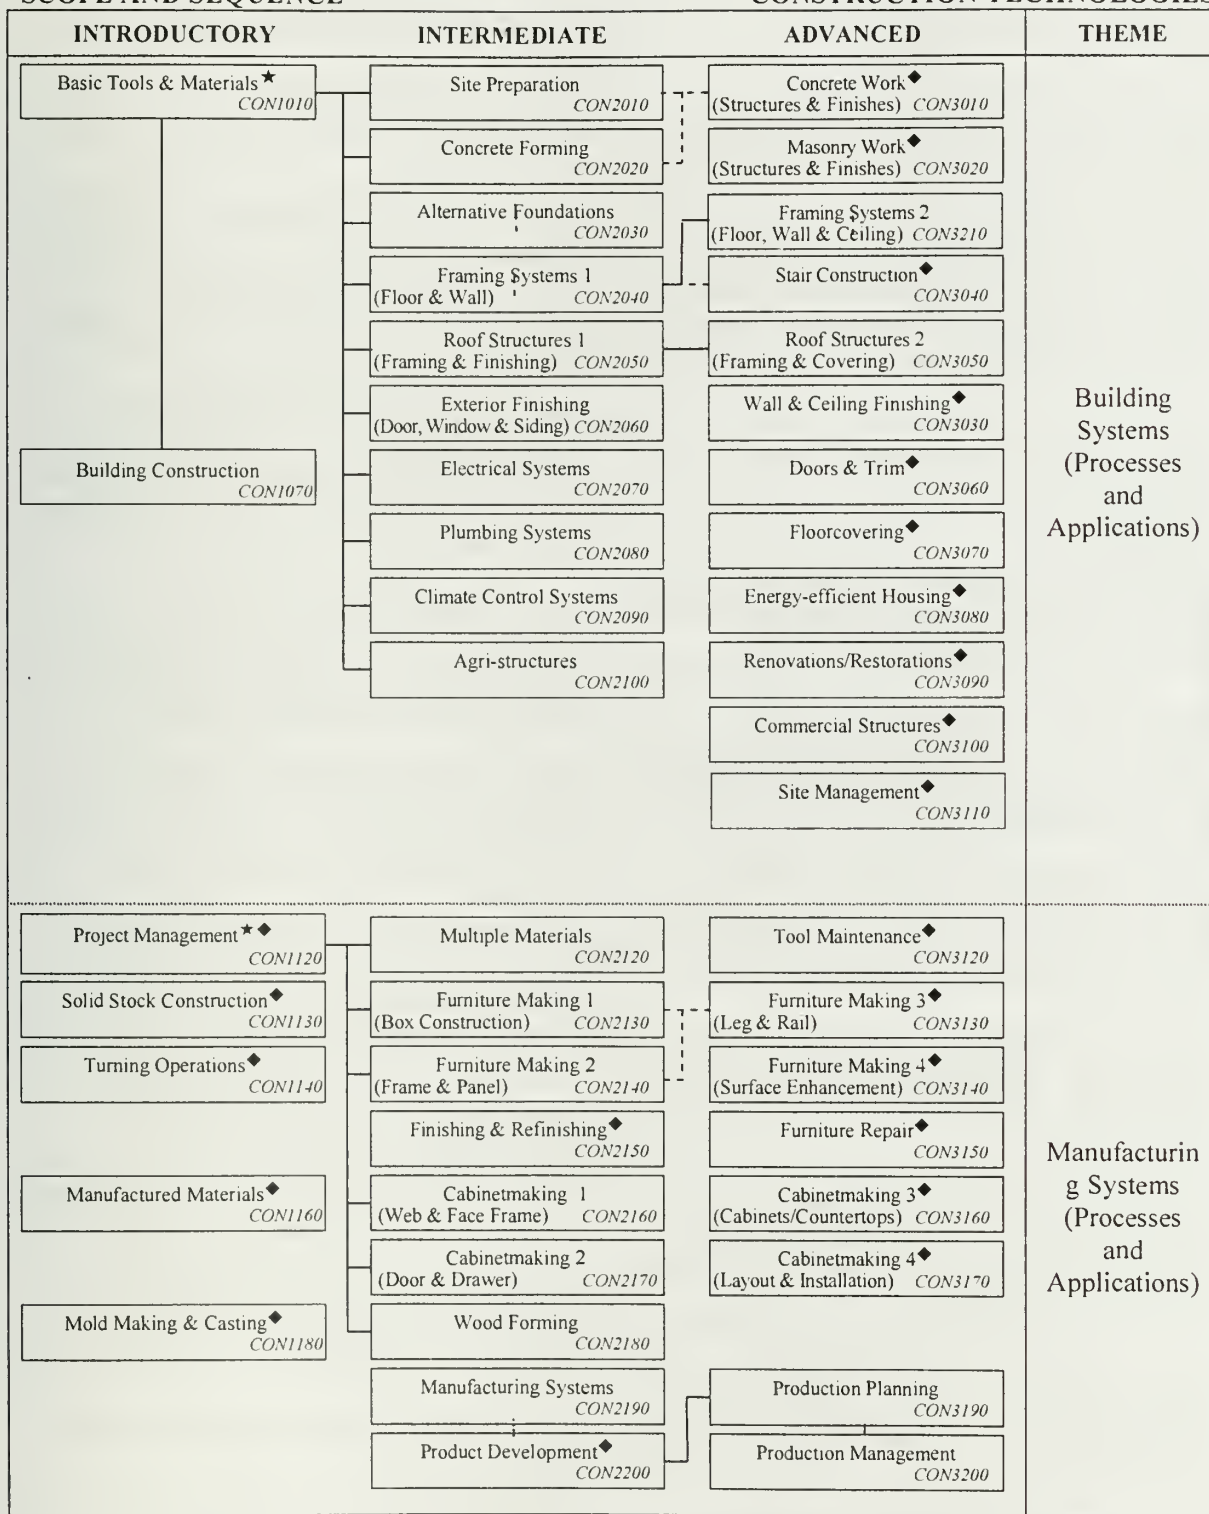 SCOPE AND SEQUENCE
CONSTRUCTION TECHNOLOGIES
INTRODUCTORY
INTERMEDIATE
ADVANCED
THEME
Basic Tools & Materials★
CON1010
Building Construction
CON1070
Site Preparation
CON2010
Concrete Forming
CON2020
Alternative Foundations
CON2030
Framing Systems 1
(Floor & Wall) CON2040
Roof Structures 1
(Framing & Finishing) CON2050
Exterior Finishing
(Door, Window & Siding) CON2060
Electrical Systems
CON2070
Plumbing Systems
CON2080
Climate Control Systems
CON2090
Agri-structures
CON2100
Concrete Work◆
(Structures & Finishes) CON3010
Masonry Work◆
(Structures & Finishes) CON3020
Framing Systems 2
(Floor, Wall & Ceiling) CON3210
Stair Construction◆
CON3040
Roof Structures 2
(Framing & Covering) CON3050
Wall & Ceiling Finishing◆
CON3030
Doors & Trim◆
CON3060
Floorcovering◆
CON3070
Energy-efficient Housing◆
CON3080
Renovations/Restorations◆
CON3090
Commercial Structures◆
CON3100
Site Management◆
CON3110
Building
Systems
(Processes
and
Applications)
Project Management★◆
CON1120
Solid Stock Construction◆
CON1130
Turning Operations◆
CON1140
Manufactured Materials◆
CON1160
Mold Making & Casting◆
CON1180
Multiple Materials
CON2120
Furniture Making 1
(Box Construction) CON2130
Furniture Making 2
(Frame & Panel) CON2140
Finishing & Refinishing◆
CON2150
Cabinetmaking 1
(Web & Face Frame) CON2160
Cabinetmaking 2
(Door & Drawer) CON2170
Wood Forming
CON2180
Manufacturing Systems
CON2190
Product Development◆
CON2200
Tool Maintenance◆
CON3120
Furniture Making 3◆
(Leg & Rail) CON3130
Furniture Making 4◆
(Surface Enhancement) CON3140
Furniture Repair◆
CON3150
Cabinetmaking 3◆
(Cabinets/Countertops) CON3160
Cabinetmaking 4◆
(Layout & Installation) CON3170
Production Planning
CON3190
Production Management
CON3200
Manufacturin
g Systems
(Processes
and
Applications)